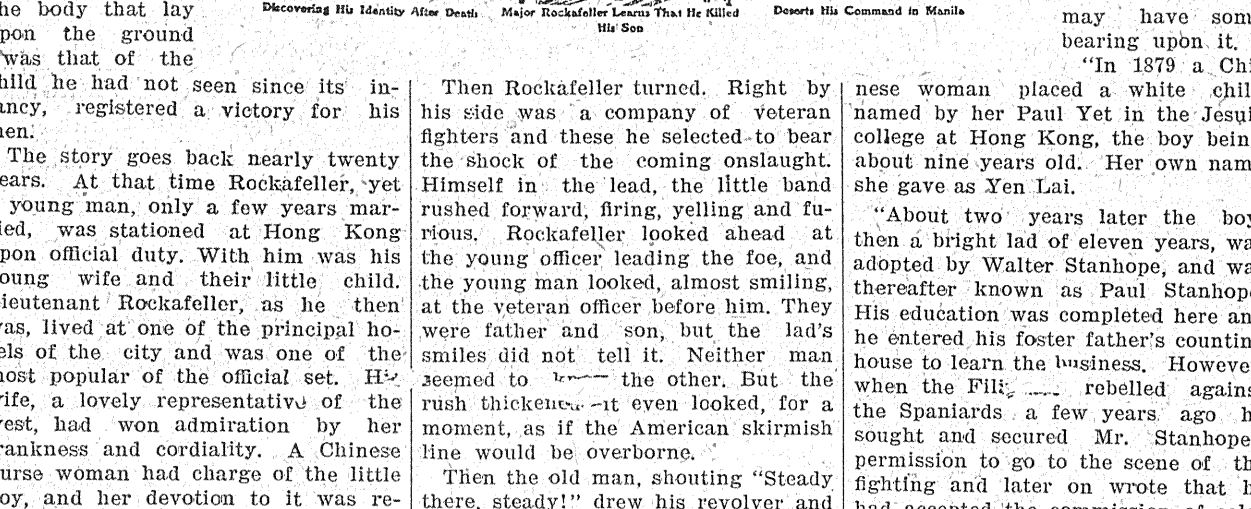 Discovering His Identity After Death
Major Rockafeller Learns That He Killed
His Son
Deserts His Command in Manila
he body that lay
pon the ground
was that of the
hild he had not seen since its in-
ancy, registered a victory for his
en.
The story goes back nearly twenty
ears. At that time Rockafeller, yet
young man, only a few years mar-
ied, was stationed at Hong Kong
pon official duty. With him was his
oung wife and their little child.
ieutenant Rockafeller, as he then
as, lived at one of the principal ho-
els of the city and was one of the
ost popular of the official set.
ife, a lovely representative of the
est, had won admiration by her
rankness and cordiality. A Chinese
urse woman had charge of the little
oy, and her devotion to it was re-
Then Rockafeller turned. Right by
his side was a company of veteran
fighters and these he selected to bear
the shock of the coming onslaught.
Himself in the lead, the little band
rushed forward, firing, yelling and fu-
rious. Rockafeller looked ahead at
the young officer leading the foe, and
the young man looked, almost smiling,
at the veteran officer before him. They
were father and son, but the lad's
smiles did not tell it. Neither man
seemed to the other. But the
rush even looked, for a
moment, as if the American skirmish
line would be overborne.
Then the old man, shouting "Steady
there, steady!" drew his revolver and
may have som
bearing upon it.
"In 1879 a Chi
nese woman placed a white chil
named by her Paul Yet in the Jesui
college at Hong Kong, the boy bein
about nine years old. Her own nam
she gave as Yen Lai.
"About two years later the boy
then a bright lad of eleven years, wa
adopted by Walter Stanhope, and wa
thereafter known as Paul Stanhop
His education was completed here an
he entered his foster father's countin
house to learn the business. Howeve
when the rebelled agains
the Spaniards a few years ago h
sought and secured Mr. Stanhope
permission to go to the scene of th
fighting and later on wrote that h
had accepted the commission of